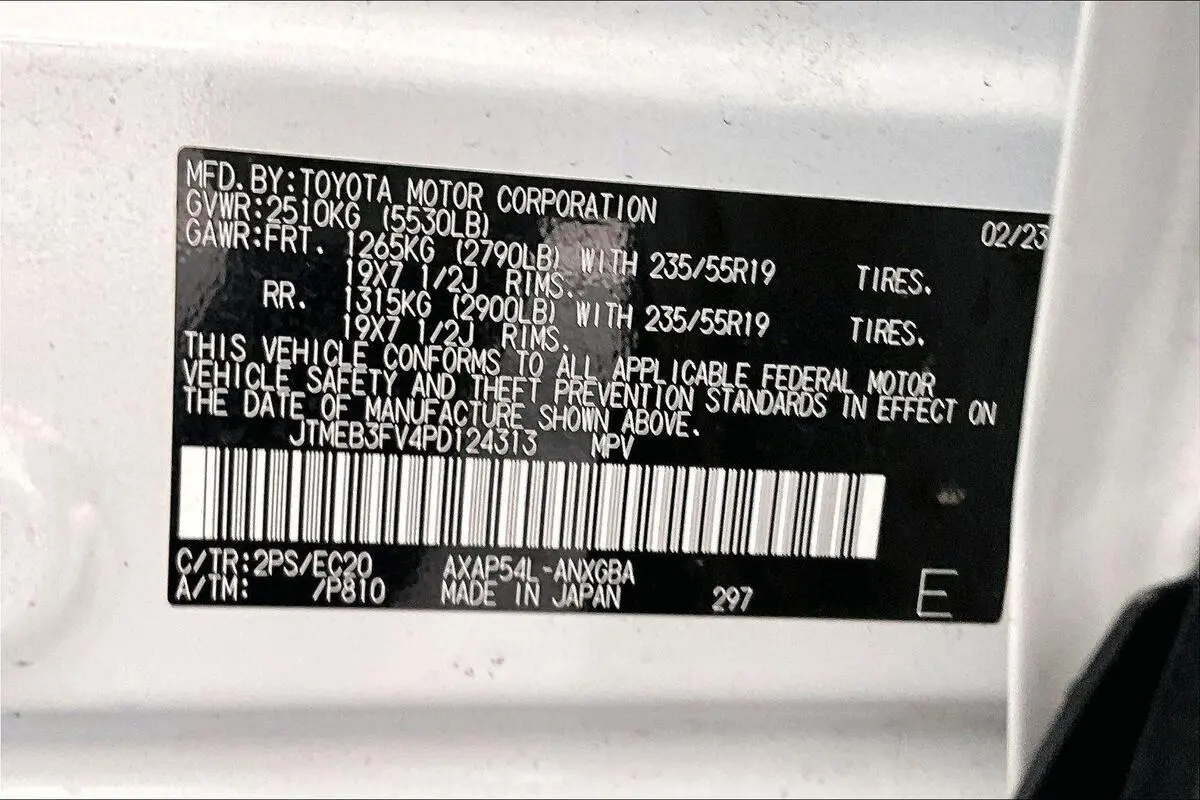 MFD. BY: TOYOTA MOTOR CORPORATION 02/23
GVWR: 2510KG (5530LB)
GAWR: FRT. 1265KG (2790LB) WITH 235/55R19 TIRES.
19X7 1/2J RIMS.
RR. 1315KG (2900LB) WITH 235/55R19 TIRES.
19X7 1/2J RIMS.
THIS VEHICLE CONFORMS TO ALL APPLICABLE FEDERAL MOTOR
VEHICLE SAFETY AND THEFT PREVENTION STANDARDS IN EFFECT ON
THE DATE OF MANUFACTURE SHOWN ABOVE.
JTMEB3FV4PD124313 MPV
C/TR: 2PS/EC20 AXAP54L-ANXGBA
A/TM: /P810 MADE IN JAPAN 297 E